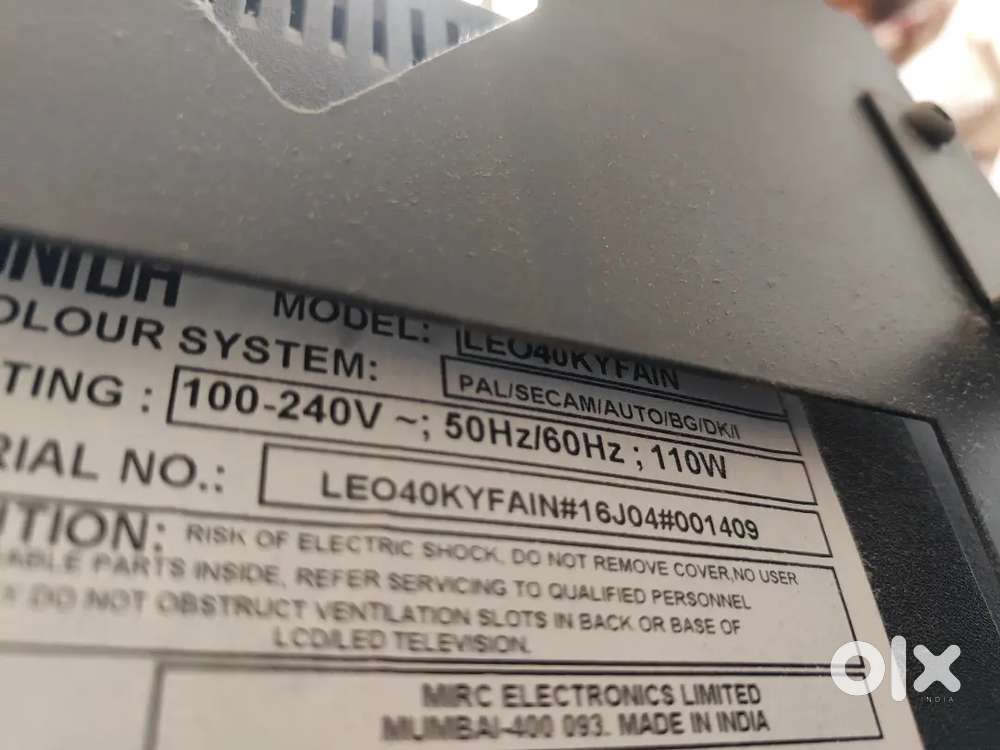 MODEL: LEO40KYFAIN
OLOUR SYSTEM: PAL/SECAM/AUTO/BG/DK/I
TING : 100-240V ~; 50Hz/60Hz ; 110W
RIAL NO.: LEO40KYFAIN#16J04#001409
TION: RISK OF ELECTRIC SHOCK. DO NOT REMOVE COVER,NO USER
ABLE PARTS INSIDE, REFER SERVICING TO QUALIFIED PERSONNEL
DO NOT OBSTRUCT VENTILATION SLOTS IN BACK OR BASE OF
LCD/LED TELEVISION.
MIRC ELECTRONICS LIMITED
MUMBAI-400 093. MADE IN INDIA
olx
INDIA